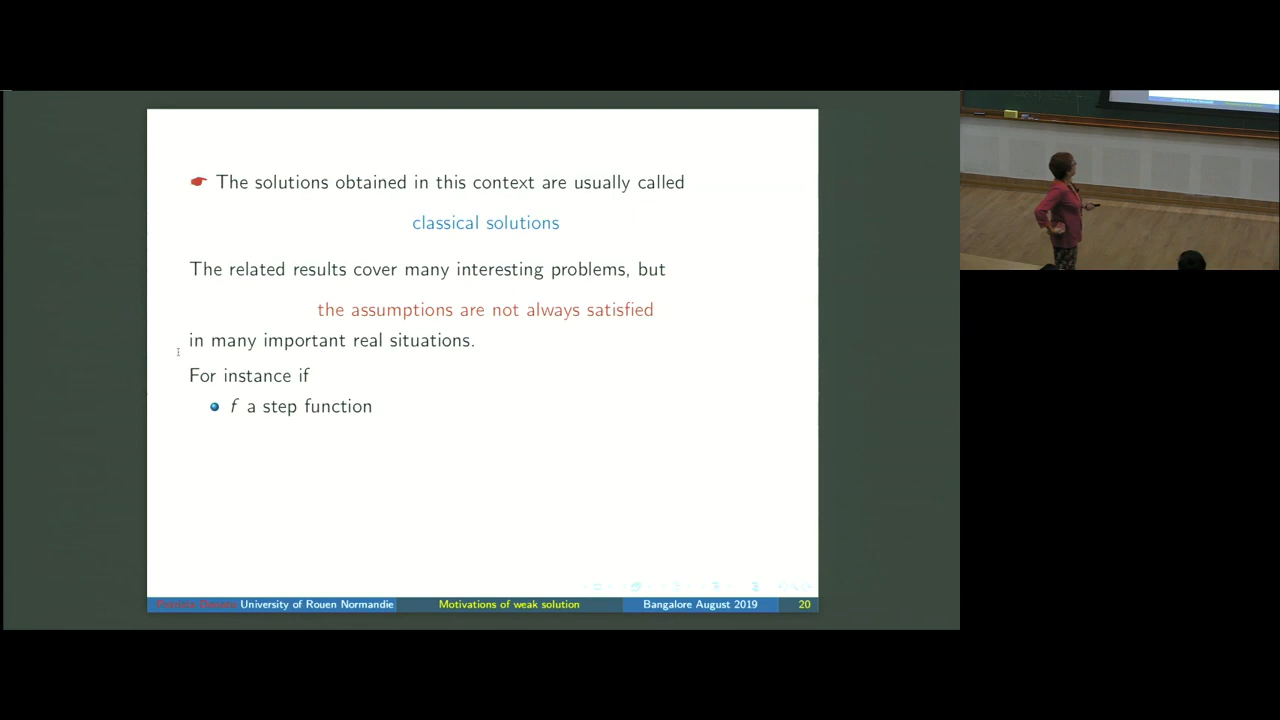 The solutions obtained in this context are usually called
classical solutions
The related results cover many interesting problems, but
the assumptions are not always satisfied
in many important real situations.
For instance if
f a step function
University of Rouen Normandie Motivations of weak solution Bangalore August 2019 20